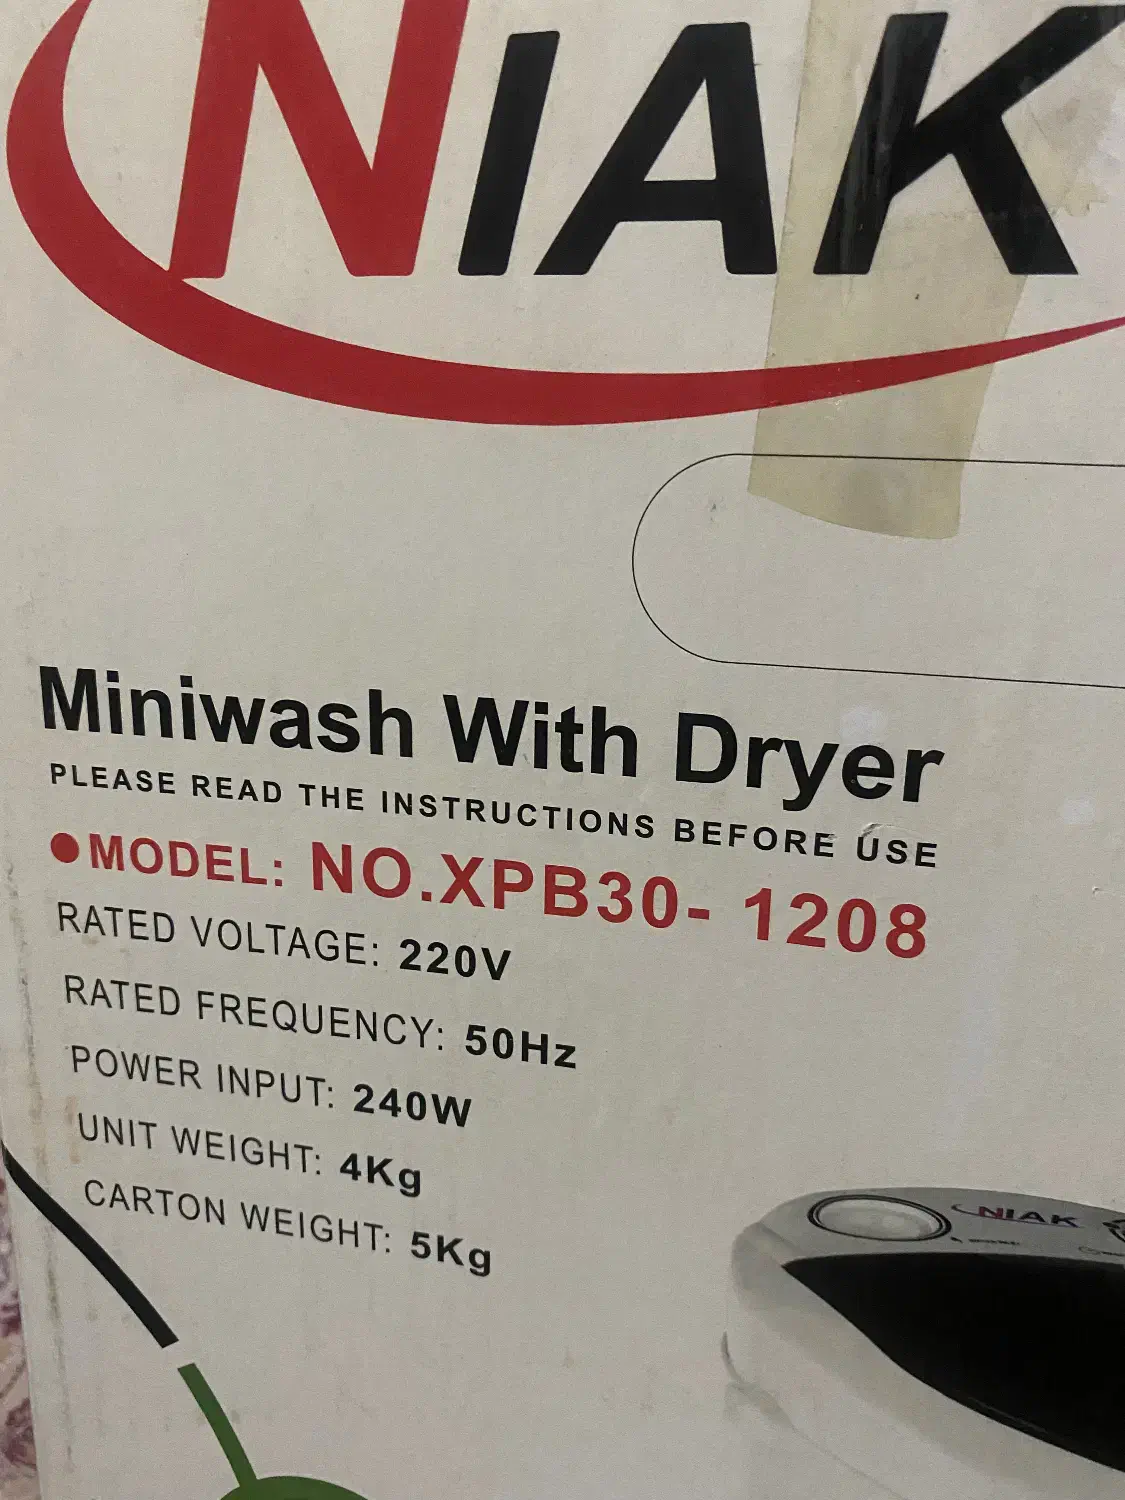 NIAK
Miniwash With Dryer
PLEASE READ THE INSTRUCTIONS BEFORE USE
●MODEL: NO.XPB30- 1208
RATED VOLTAGE: 220V
RATED FREQUENCY: 50Hz
POWER INPUT: 240W
UNIT WEIGHT: 4Kg
CARTON WEIGHT: 5Kg
NIAK